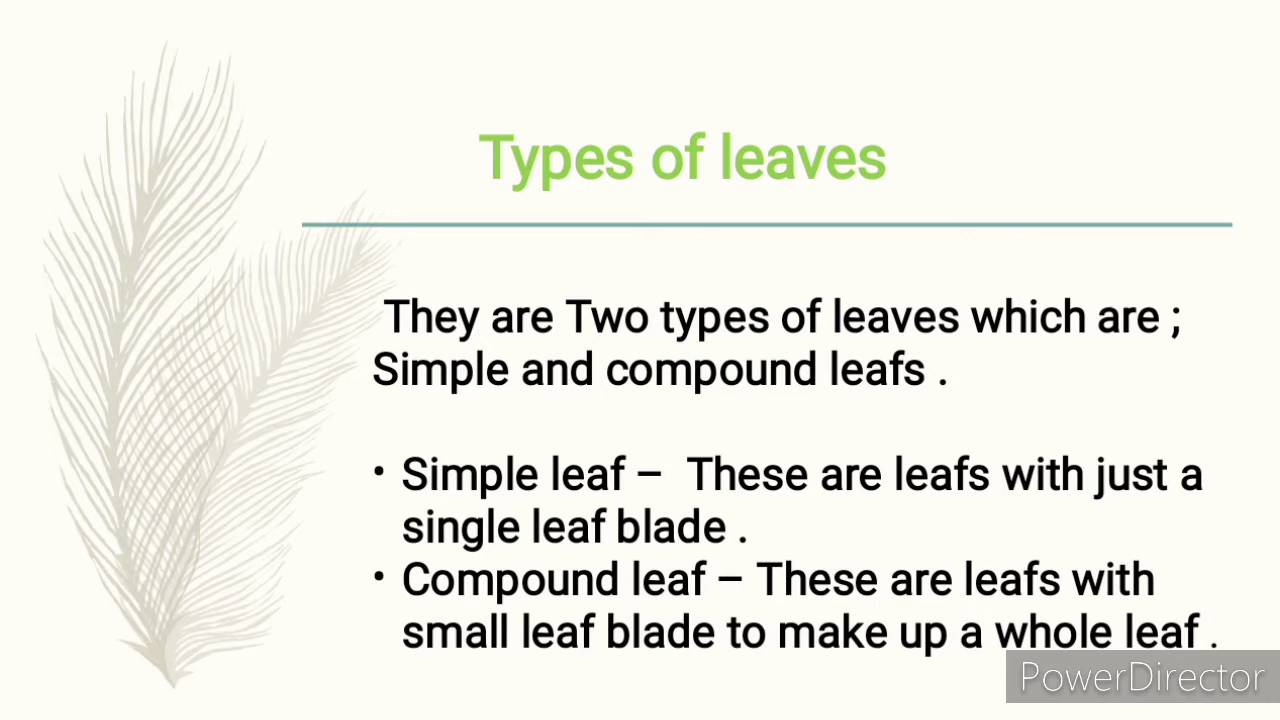 Types of leaves
They are Two types of leaves which are ;
Simple and compound leafs .
• Simple leaf – These are leafs with just a
single leaf blade .
• Compound leaf – These are leafs with
small leaf blade to make up a whole leaf .
PowerDirector